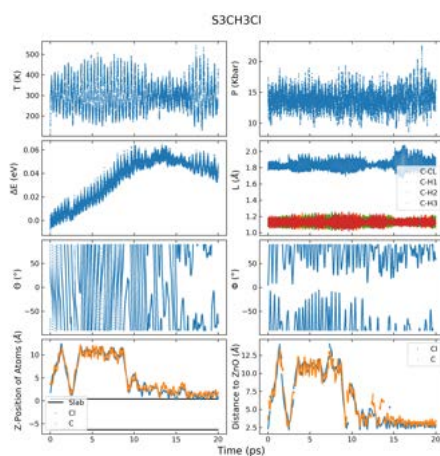 S3CH3Cl
T (K)
500
400
300
200
P (Kbar)
20
15
10
ΔE (eV)
0.06
0.04
0.02
0.0
L (Å)
2.0
1.8
1.6
1.4
1.2
1.0
C-CL
C-H1
C-H2
C-H3
Θ (°)
50
0
−50
Φ (°)
50
0
−50
Z-Position of Atoms (Å)
10
5
0
−5
Slab
Cl
C
0 5 10 15 20
Distance to ZnO (Å)
12.5
10.0
7.5
5.0
2.5
Cl
C
0 5 10 15 20
Time (ps)